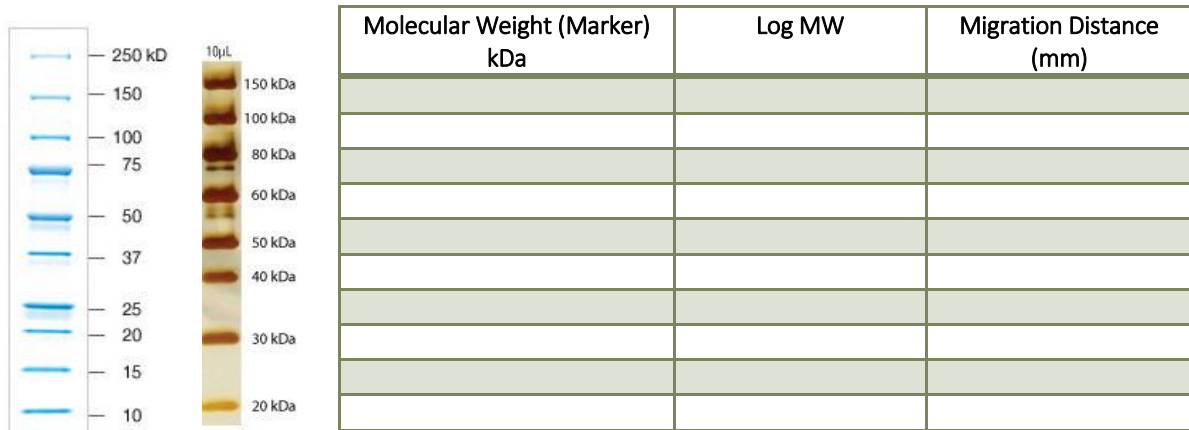 250 kD
150
100
75
50
37
25
20
15
10
10µL
150 kDa
100 kDa
80 kDa
60 kDa
50 kDa
40 kDa
30 kDa
20 kDa
Molecular Weight (Marker)
kDa
Log MW
Migration Distance
(mm)